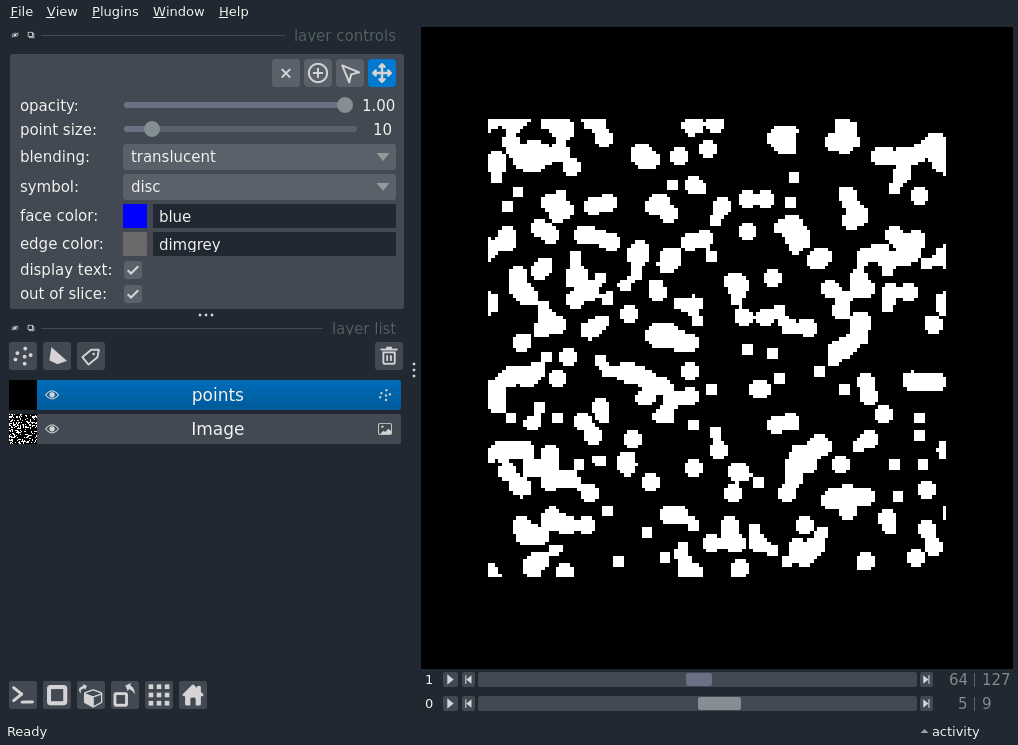 File View Plugins Window Help
layer controls
opacity: 1.00
point size: 10
blending: translucent
symbol: disc
face color: blue
edge color: dimgrey
display text:
out of slice:
layer list
points
Image
1 64 | 127
0 5 | 9
Ready activity